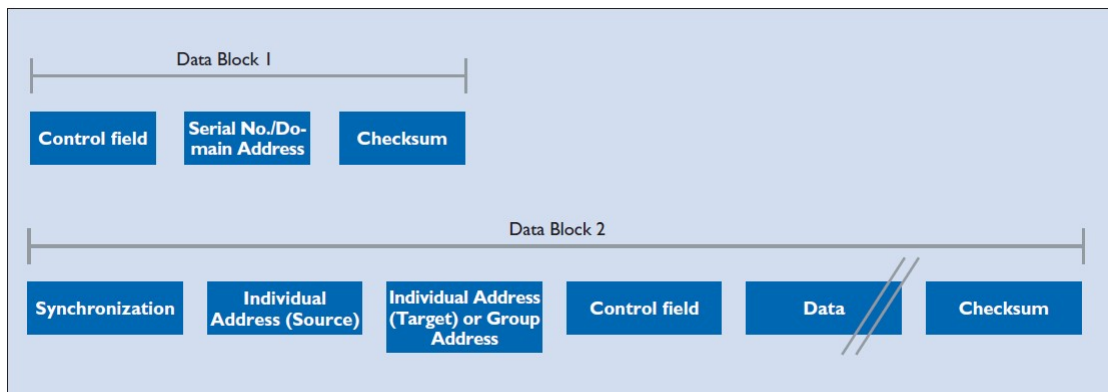 Data Block 1
Control field
Serial No./Do-
main Address
Checksum
Data Block 2
Synchronization
Individual
Address (Source)
Individual Address
(Target) or Group
Address
Control field
Data
Checksum